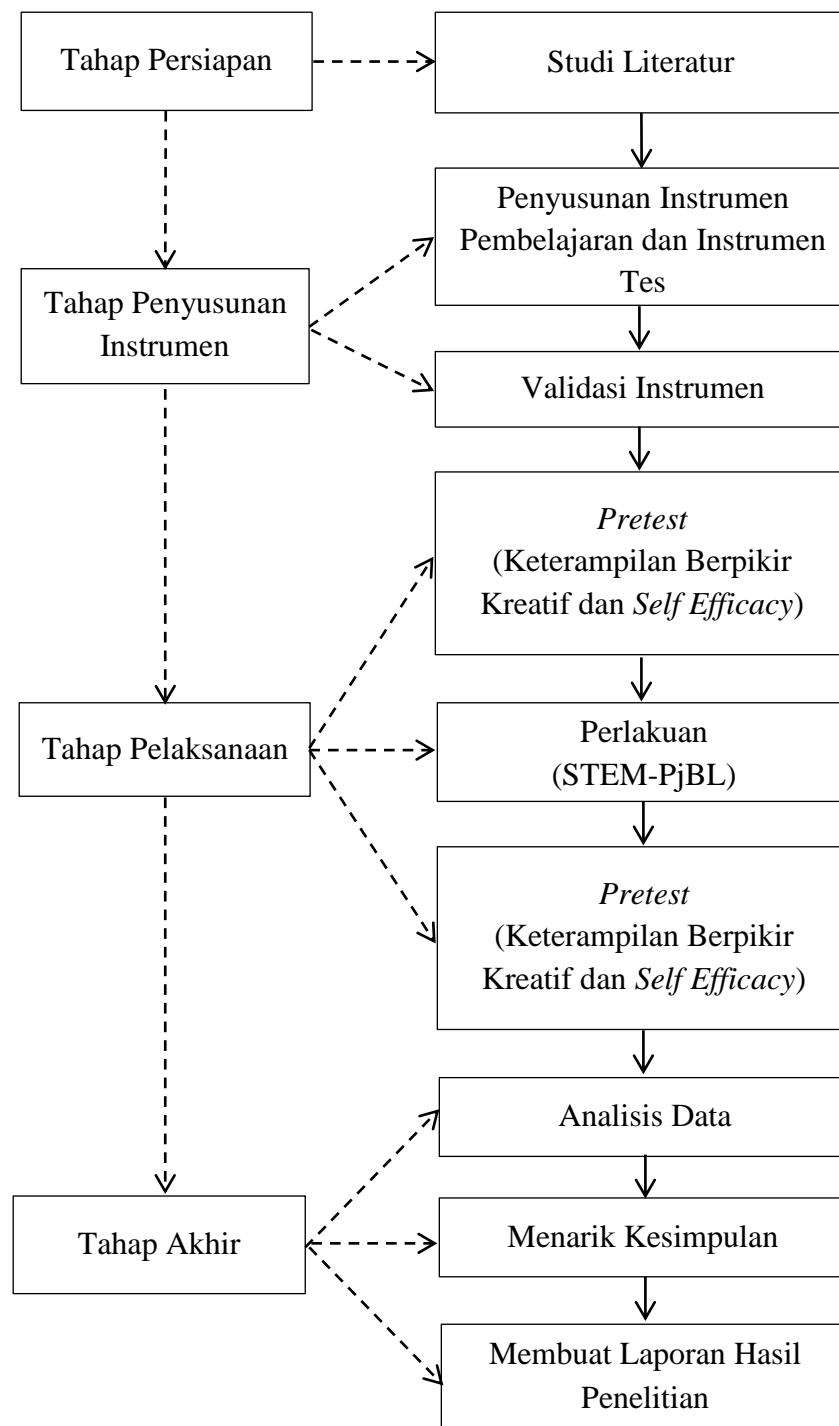 Tahap Persiapan
Studi Literatur
Penyusunan Instrumen
Pembelajaran dan Instrumen
Tes
Tahap Penyusunan
Instrumen
Validasi Instrumen
Pretest
(Keterampilan Berpikir
Kreatif dan Self Efficacy)
Tahap Pelaksanaan
Perlakuan
(STEM-PjBL)
Pretest
(Keterampilan Berpikir
Kreatif dan Self Efficacy)
Analisis Data
Tahap Akhir
Menarik Kesimpulan
Membuat Laporan Hasil
Penelitian